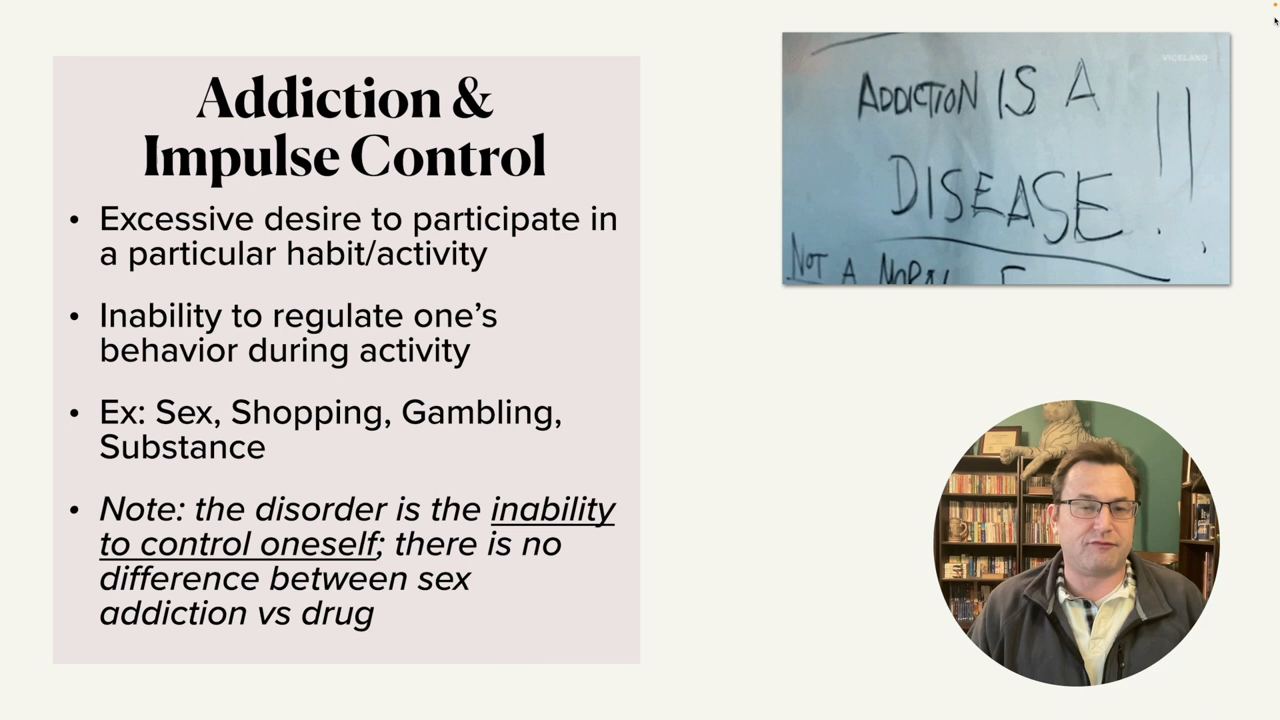 Addiction &
Impulse Control
• Excessive desire to participate in
a particular habit/activity
• Inability to regulate one’s
behavior during activity
• Ex: Sex, Shopping, Gambling,
Substance
• Note: the disorder is the inability
to control oneself; there is no
difference between sex
addiction vs drug
VICELAND
ADDICTION IS A
DISEASE !!
NOT A